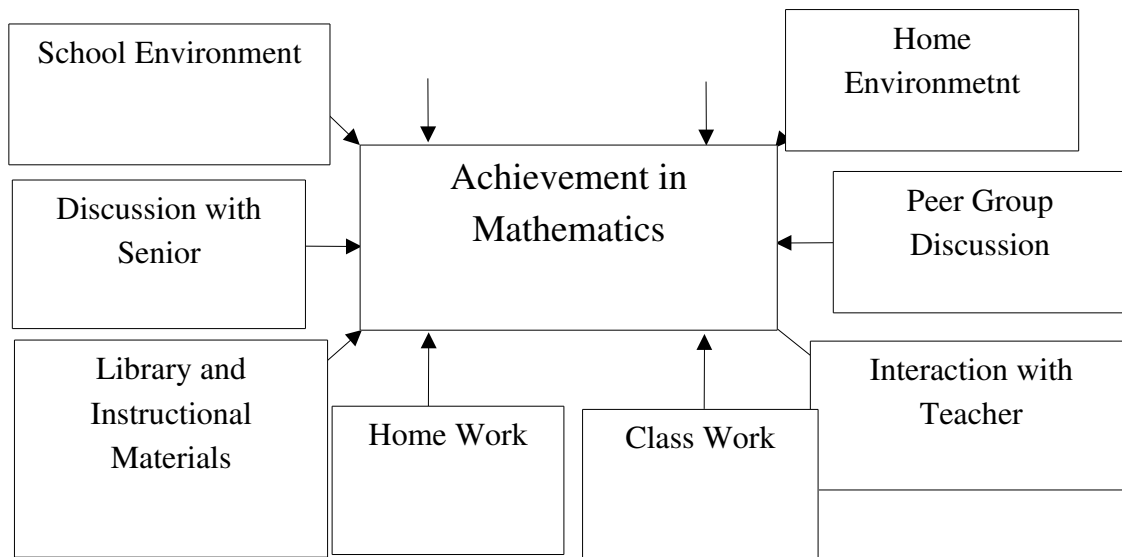 School Environment
Home
Environmetnt
Achievement in
Mathematics
Discussion with
Senior
Peer Group
Discussion
Library and
Instructional
Materials
Home Work
Class Work
Interaction with
Teacher